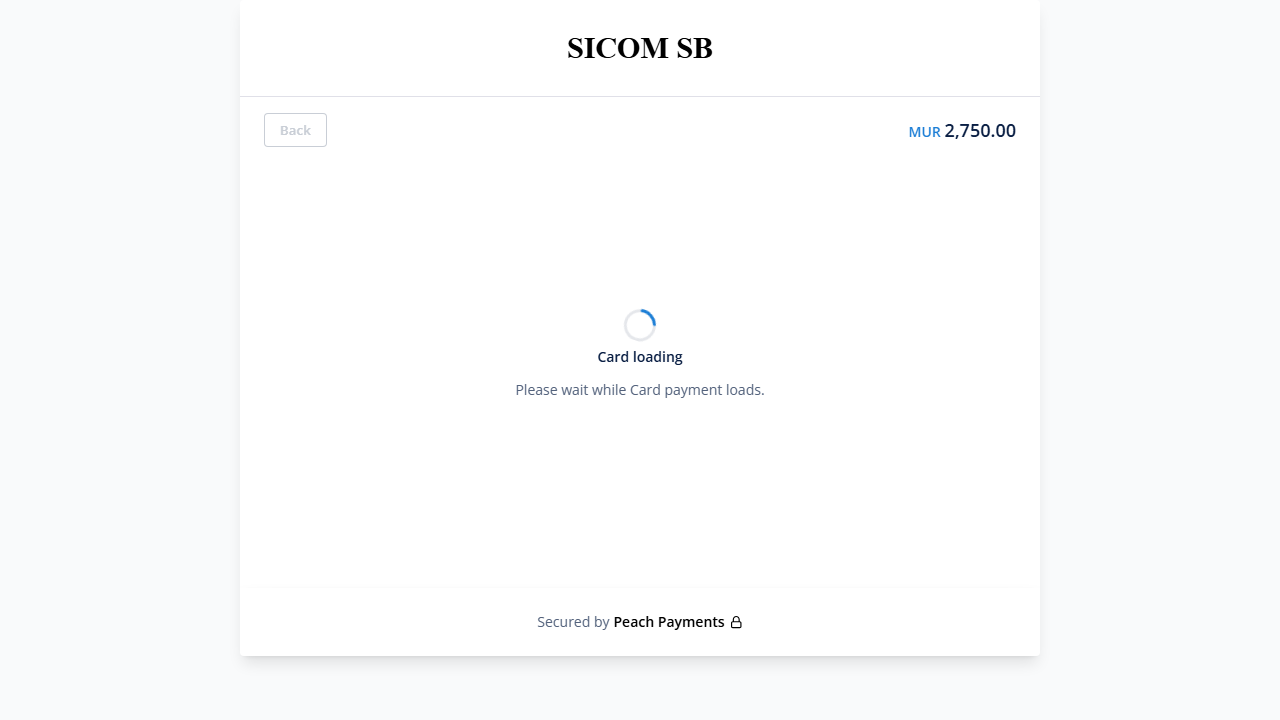 SICOM SB
Back
MUR 2,750.00
Card loading
Please wait while Card payment loads.
Secured by Peach Payments